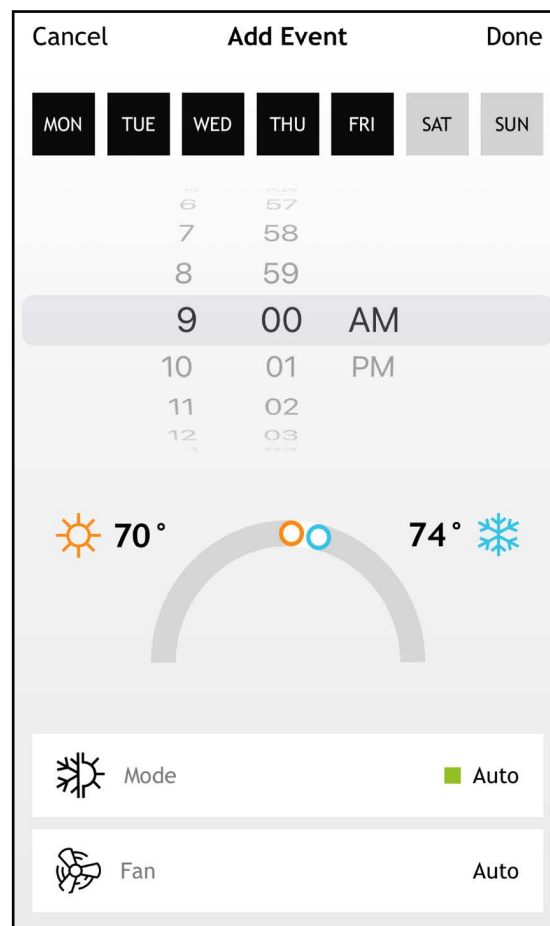 Cancel Add Event Done
MON TUE WED THU FRI SAT SUN
6 57
7 58
8 59
9 00 AM
10 01 PM
11 02
12 03
70° 74°
Mode Auto
Fan Auto